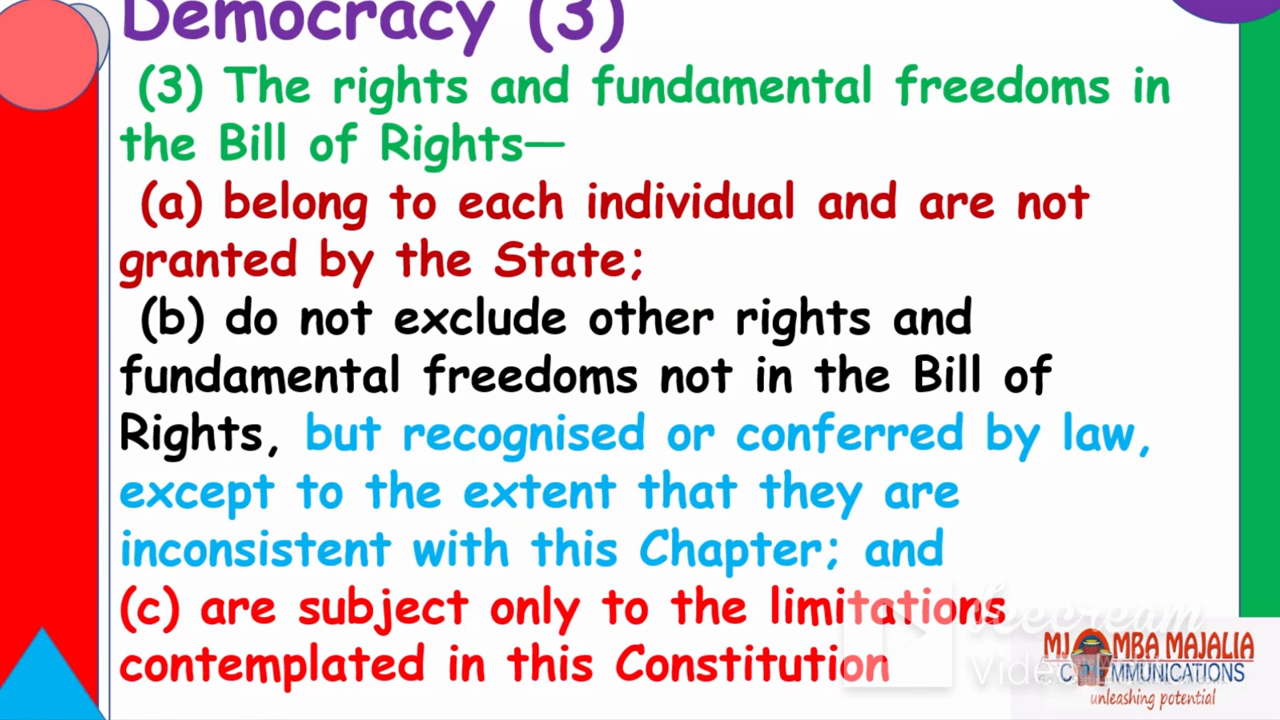 Democracy (3)
(3) The rights and fundamental freedoms in
the Bill of Rights—
(a) belong to each individual and are not
granted by the State;
(b) do not exclude other rights and
fundamental freedoms not in the Bill of
Rights, but recognised or conferred by law,
except to the extent that they are
inconsistent with this Chapter; and
(c) are subject only to the limitations
contemplated in this Constitution
MJOMBA MAJALIA
COMMUNICATIONS
unleashing potential